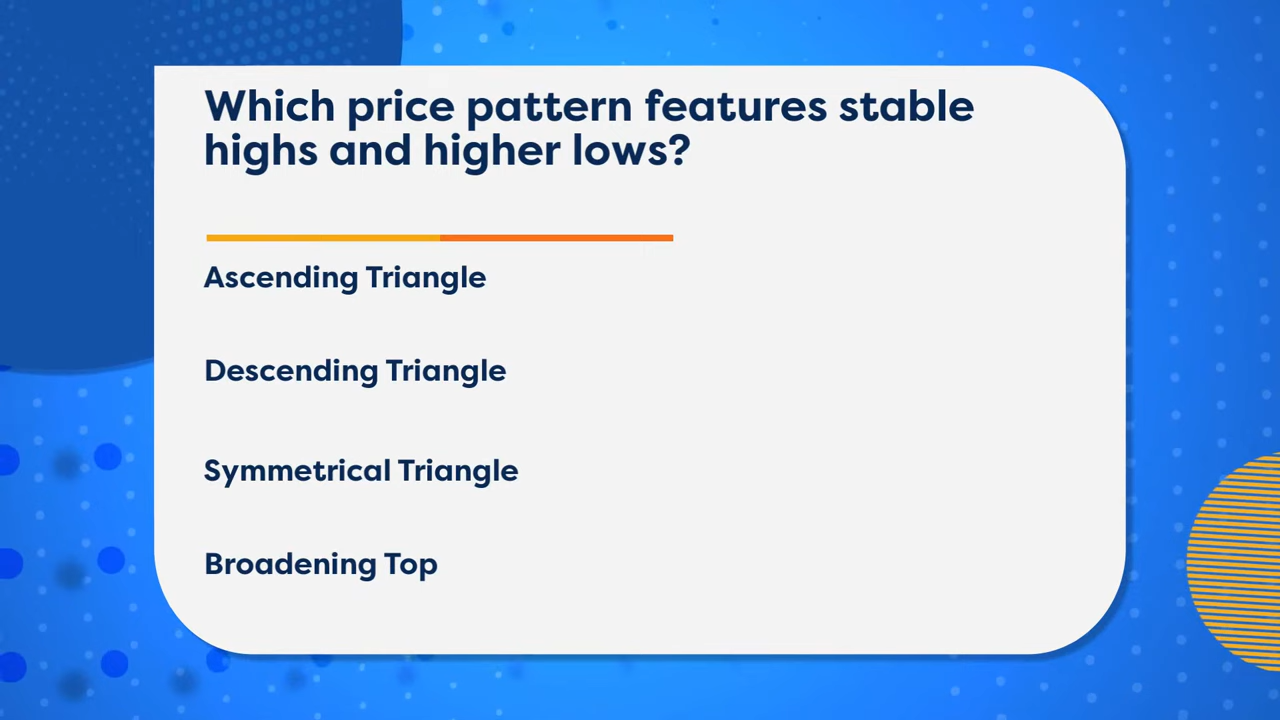 Which price pattern features stable
highs and higher lows?
Ascending Triangle
Descending Triangle
Symmetrical Triangle
Broadening Top